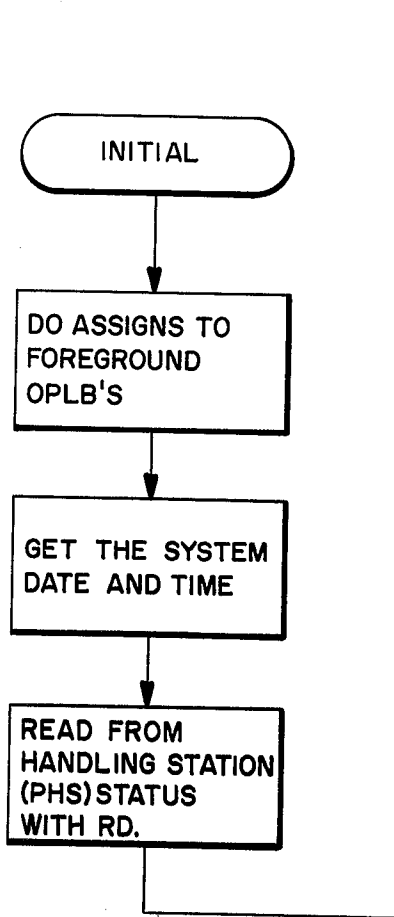 INITIAL
DO ASSIGNS TO
FOREGROUND
OPLB'S
GET THE SYSTEM
DATE AND TIME
READ FROM
HANDLING STATION
(PHS) STATUS
WITH RD.